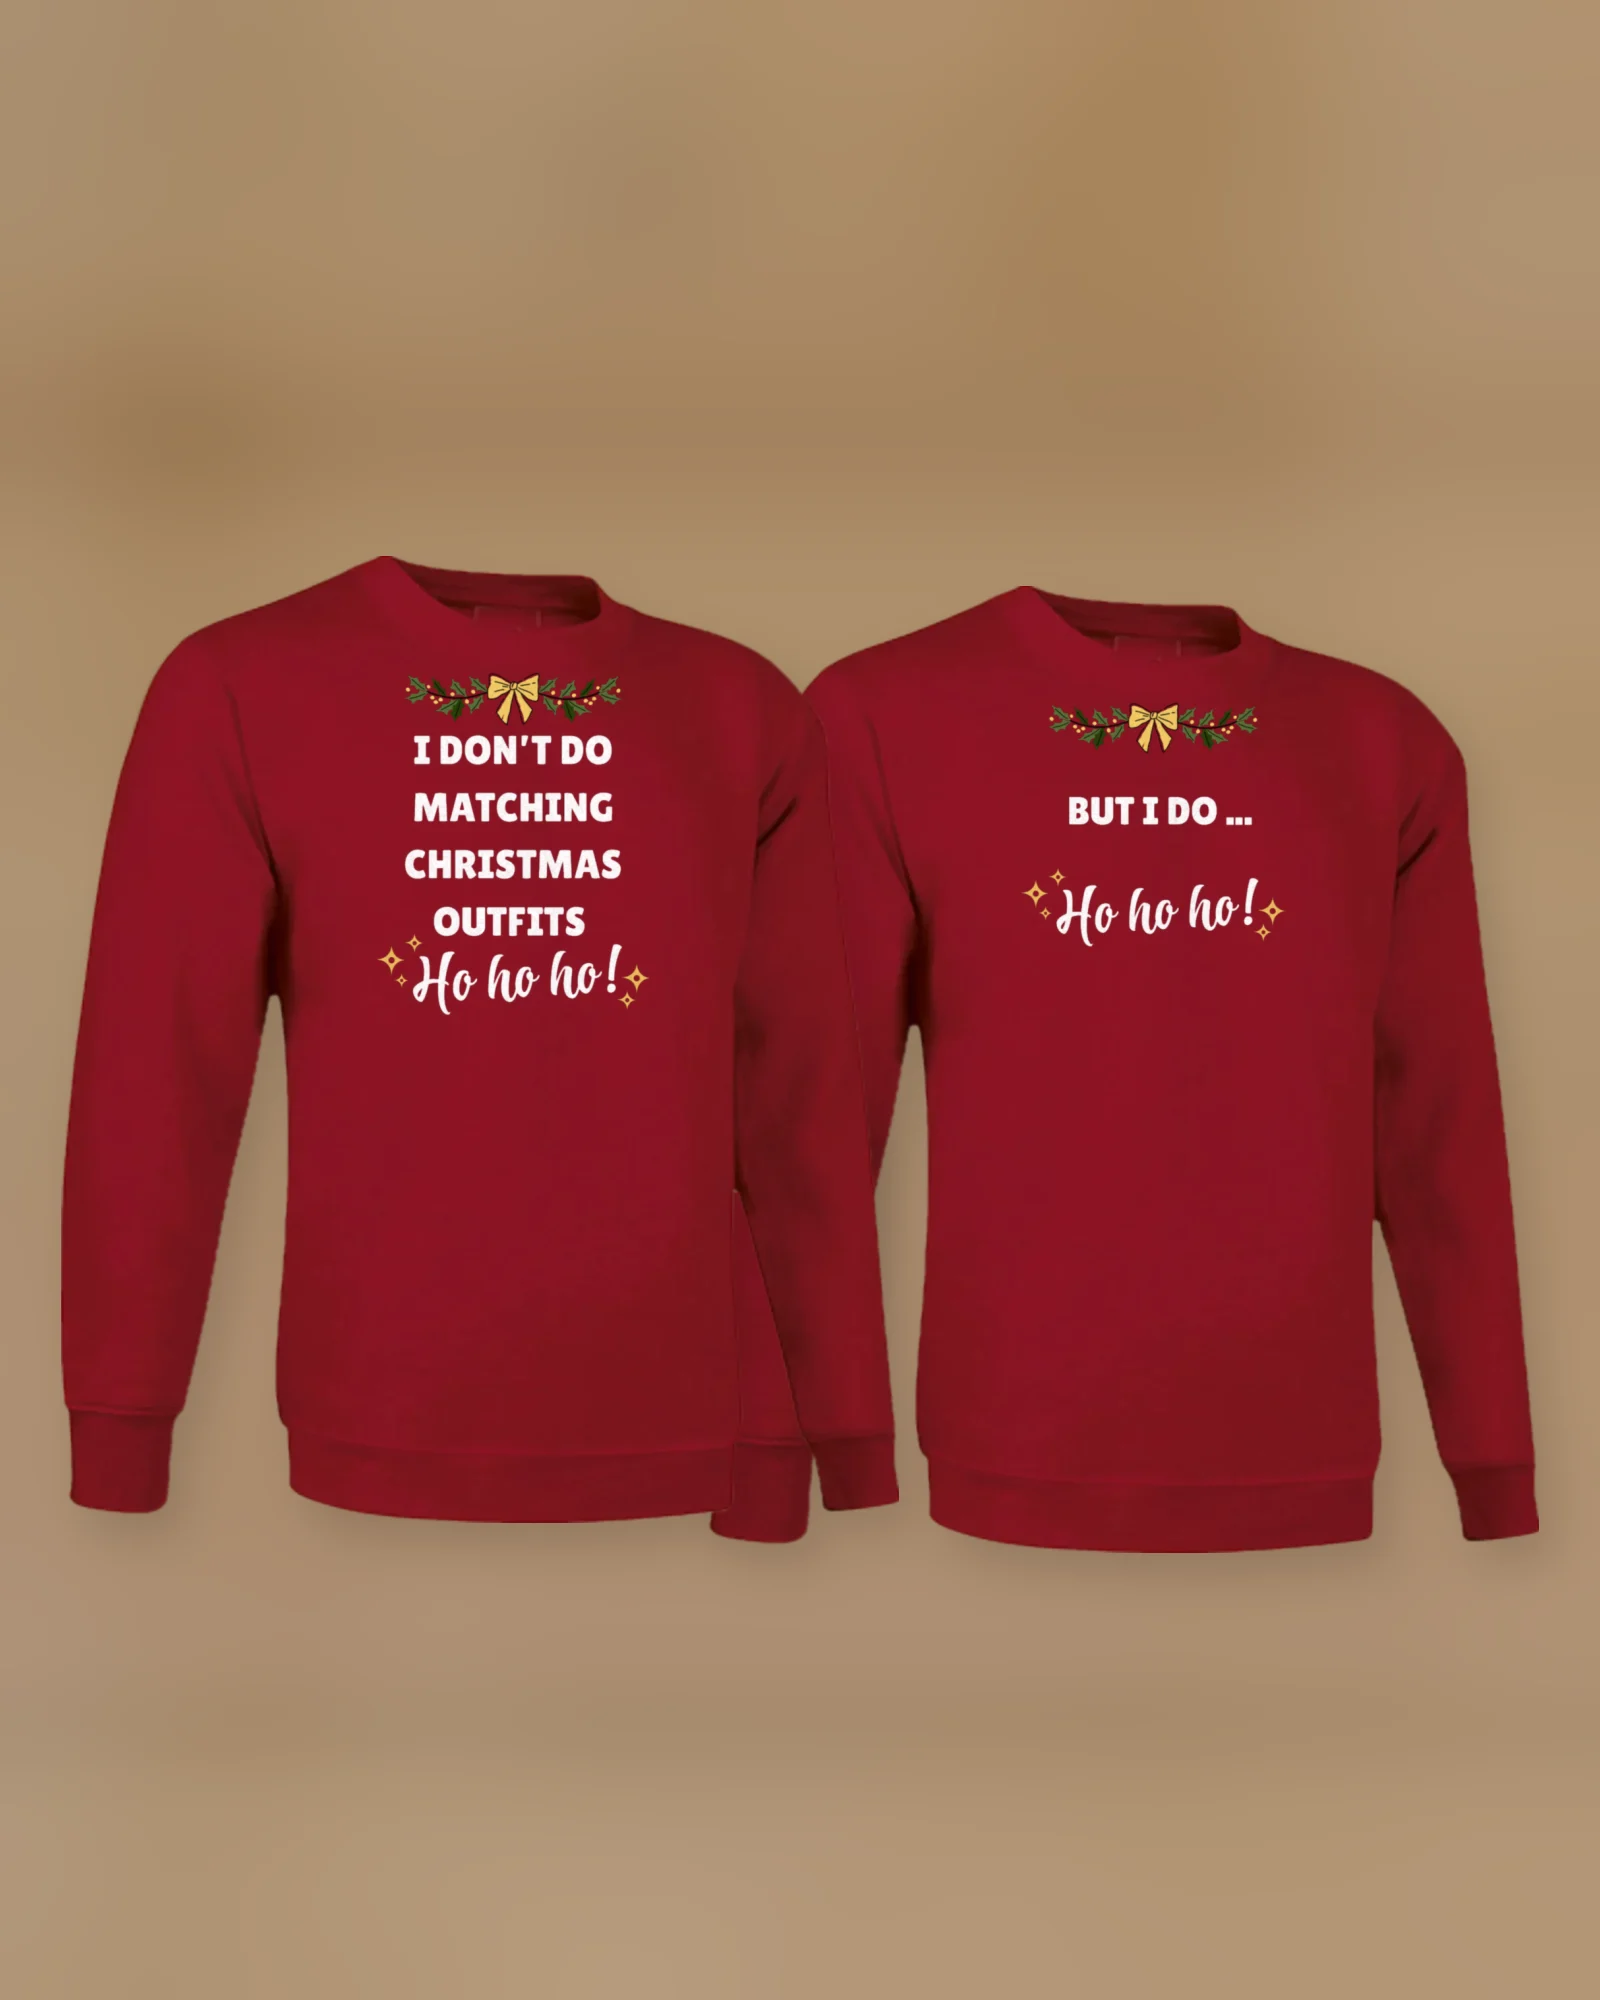 I DON'T DO
MATCHING
CHRISTMAS
OUTFITS
Ho ho ho!
BUT I DO ...
Ho ho ho!